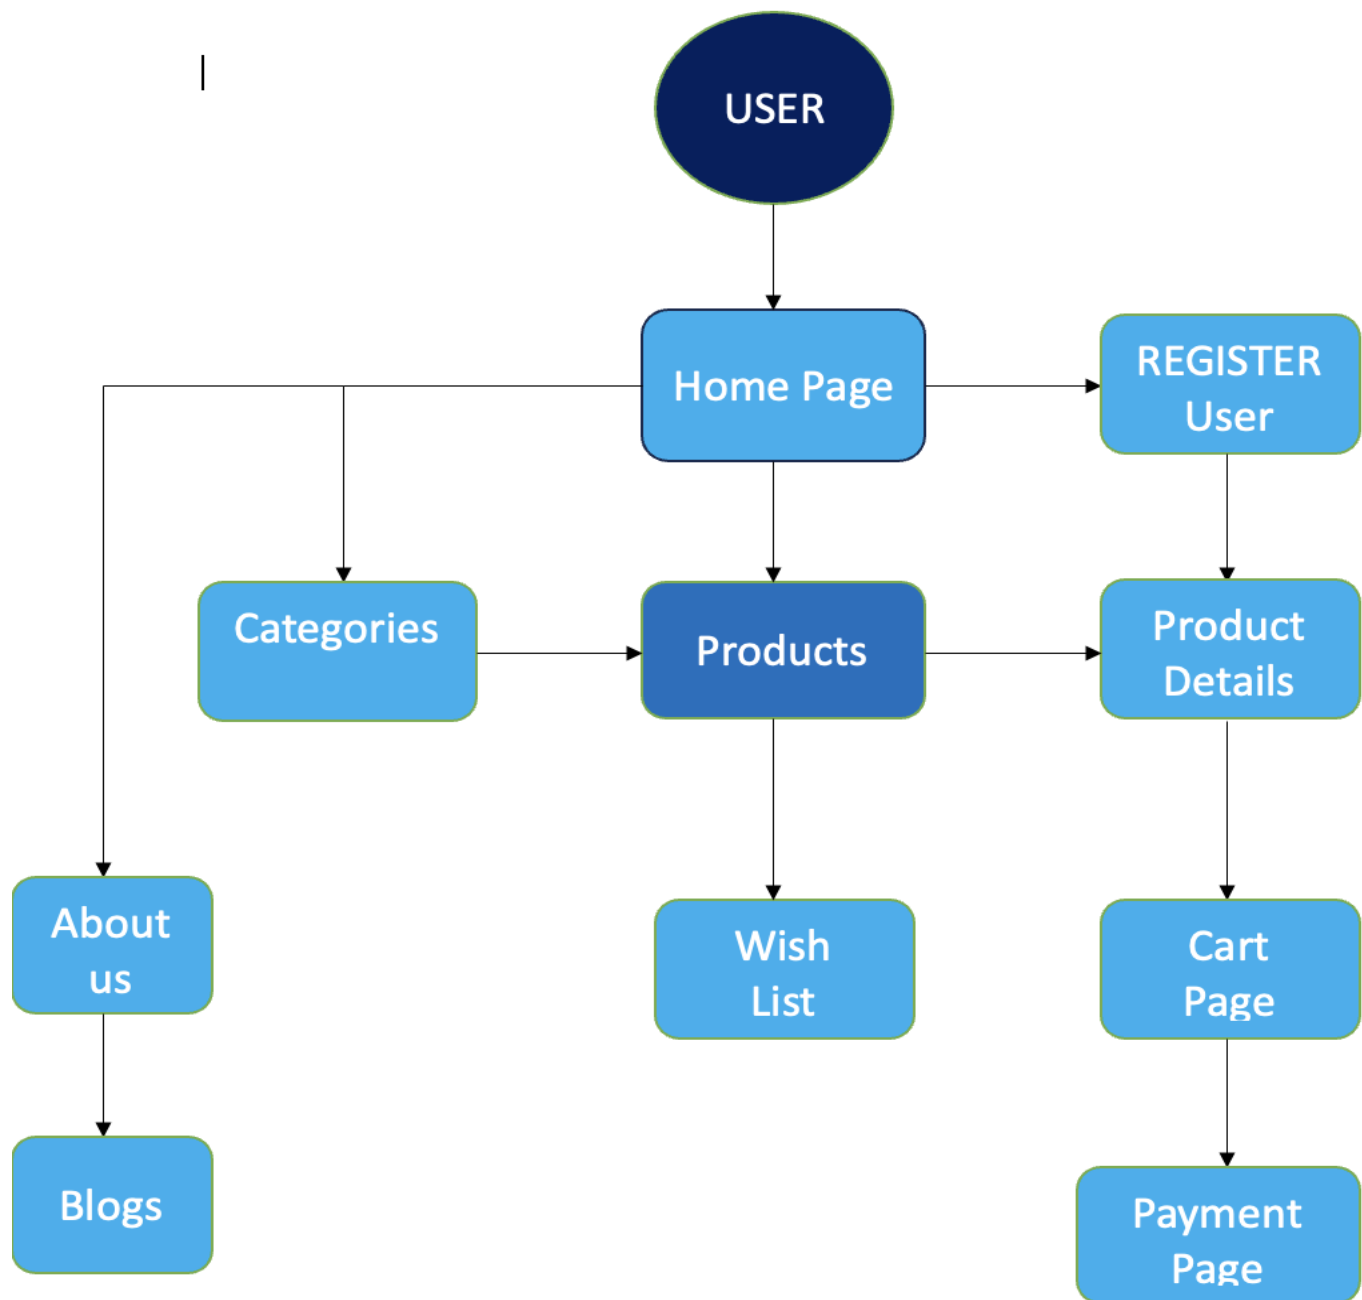 USER
Home Page
REGISTER
User
Categories
Products
Product
Details
About
us
Wish
List
Cart
Page
Blogs
Payment
Page